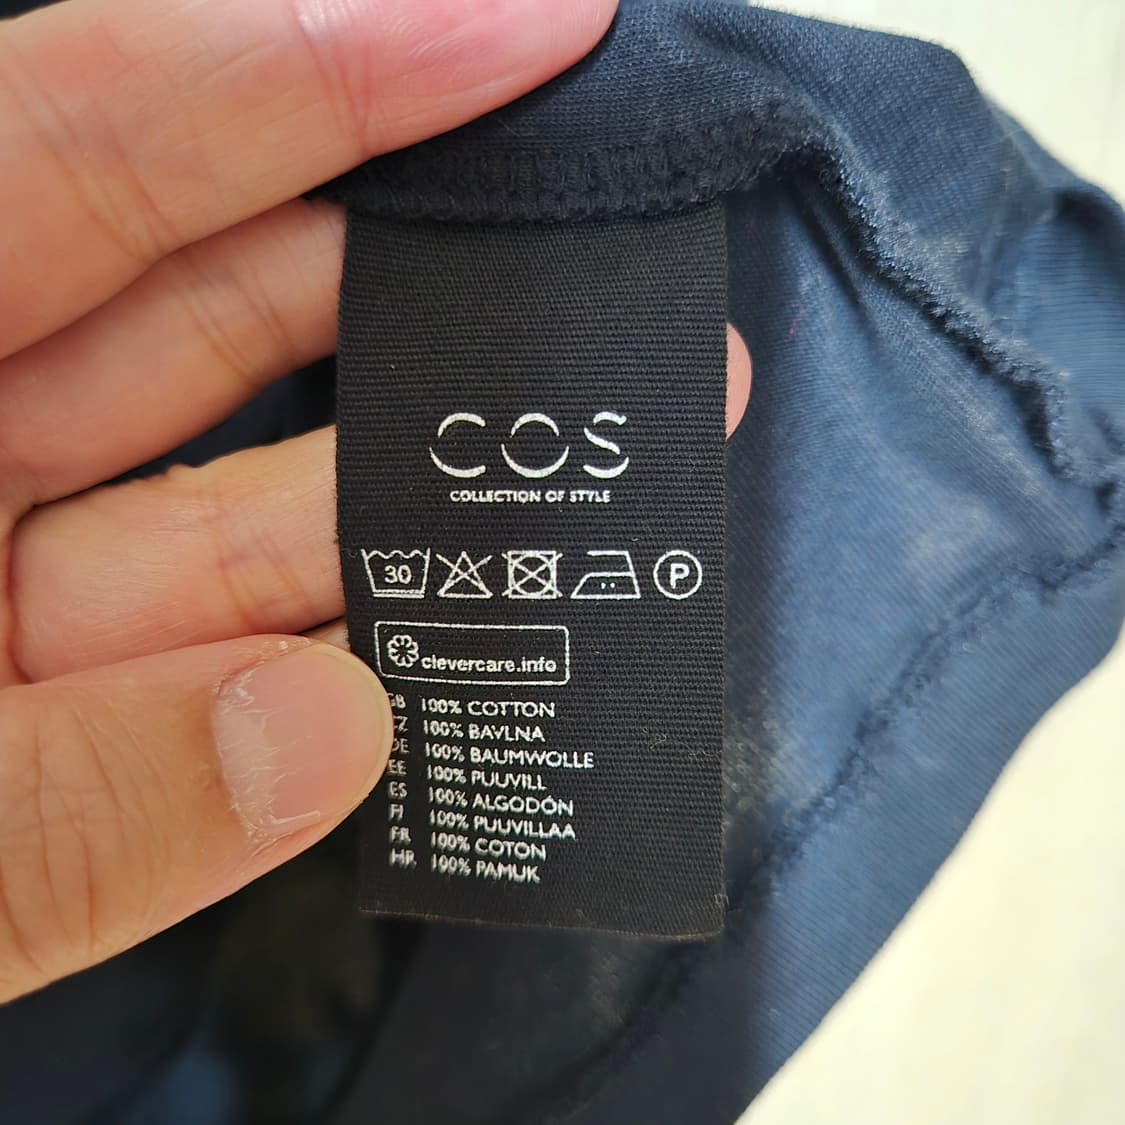 COS
COLLECTION OF STYLE
30 P
clevercare.info
GB 100% COTTON
CZ 100% BAVLNA
DE 100% BAUMWOLLE
EE 100% PUUVILL
ES 100% ALGODÓN
FI 100% PUUVILLAA
FR 100% COTON
HR 100% PAMUK